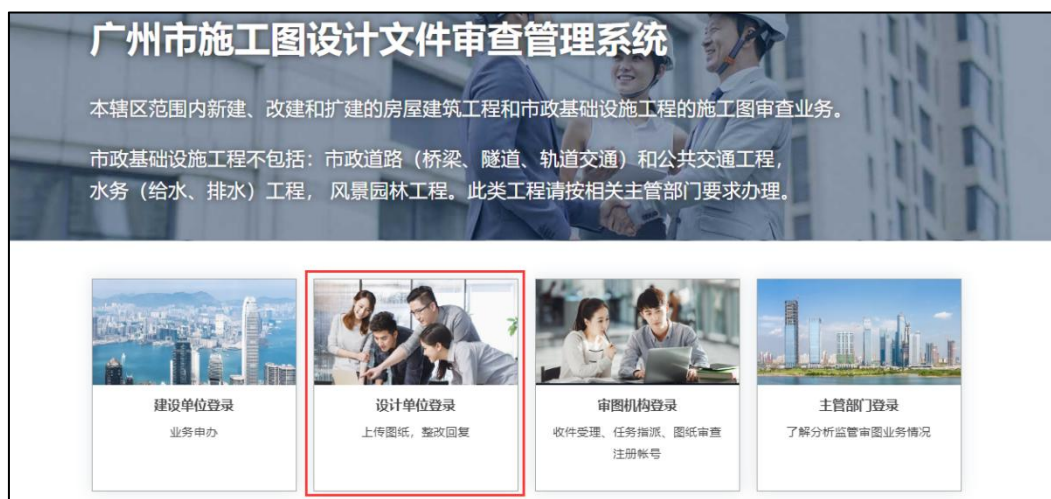 广州市施工图设计文件审查管理系统
本辖区范围内新建、改建和扩建的房屋建筑工程和市政基础设施工程的施工图审查业务。
市政基础设施工程不包括：市政道路（桥梁、隧道、轨道交通）和公共交通工程，
水务（给水、排水）工程， 风景园林工程。此类工程请按相关主管部门要求办理。
建设单位登录
业务申办
设计单位登录
上传图纸，整改回复
审图机构登录
收件受理、任务指派、图纸审查
注册帐号
主管部门登录
了解分析监管审图业务情况